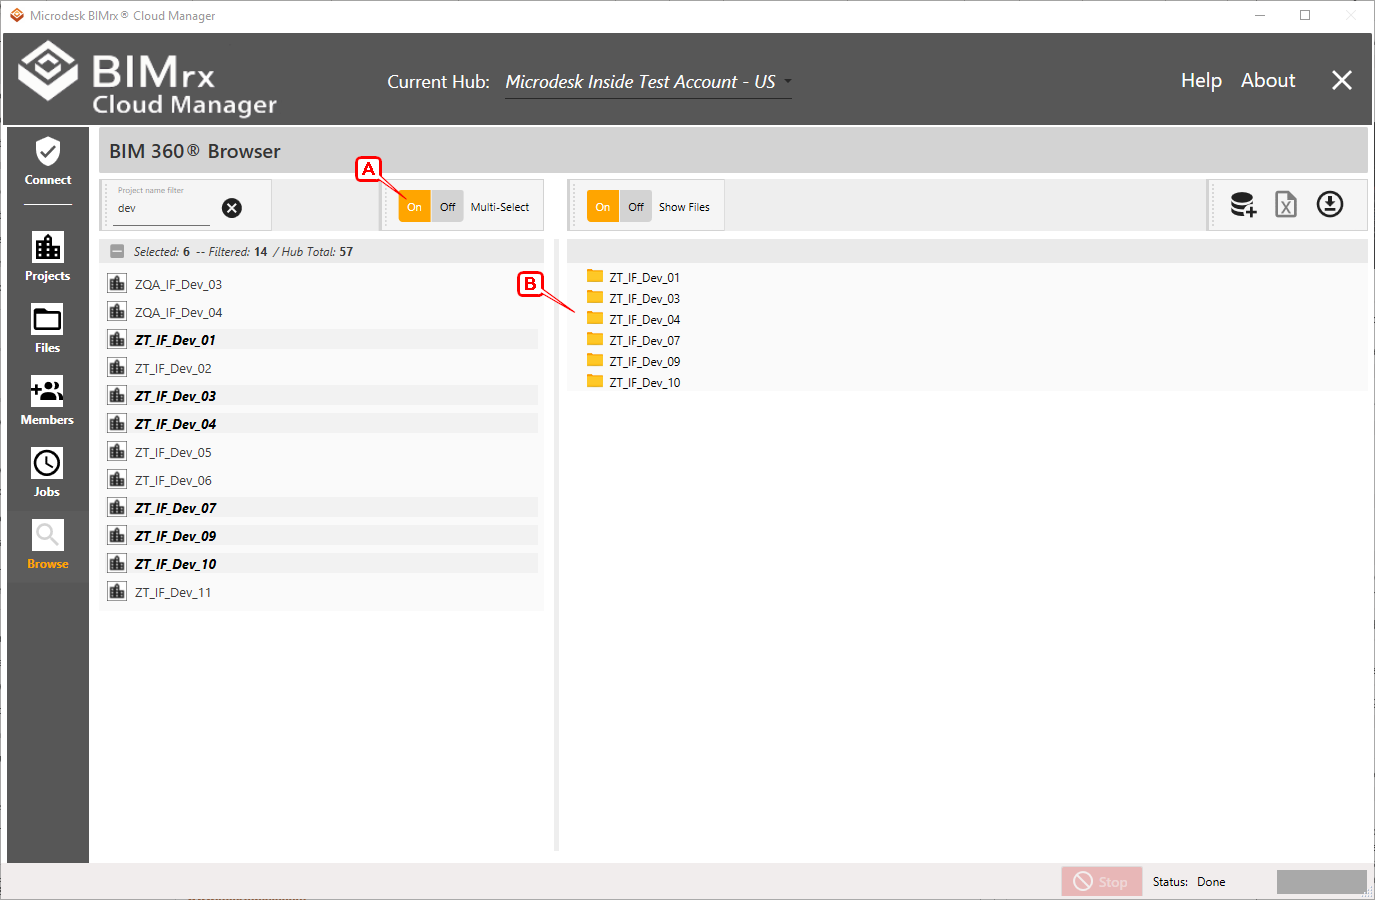 Microdesk BIMrx® Cloud Manager
BIMrx
Cloud Manager
Current Hub: Microdesk Inside Test Account - US
Help About
Connect
Projects
Files
Members
Jobs
Browse
BIM 360® Browser
A
Project name filter
dev
On Off Multi-Select
On Off Show Files
Selected: 6 -- Filtered: 14 / Hub Total: 57
ZQA_IF_Dev_03
ZQA_IF_Dev_04
ZT_IF_Dev_01
ZT_IF_Dev_02
ZT_IF_Dev_03
ZT_IF_Dev_04
ZT_IF_Dev_05
ZT_IF_Dev_06
ZT_IF_Dev_07
ZT_IF_Dev_09
ZT_IF_Dev_10
ZT_IF_Dev_11
B
ZT_IF_Dev_01
ZT_IF_Dev_03
ZT_IF_Dev_04
ZT_IF_Dev_07
ZT_IF_Dev_09
ZT_IF_Dev_10
Stop Status: Done